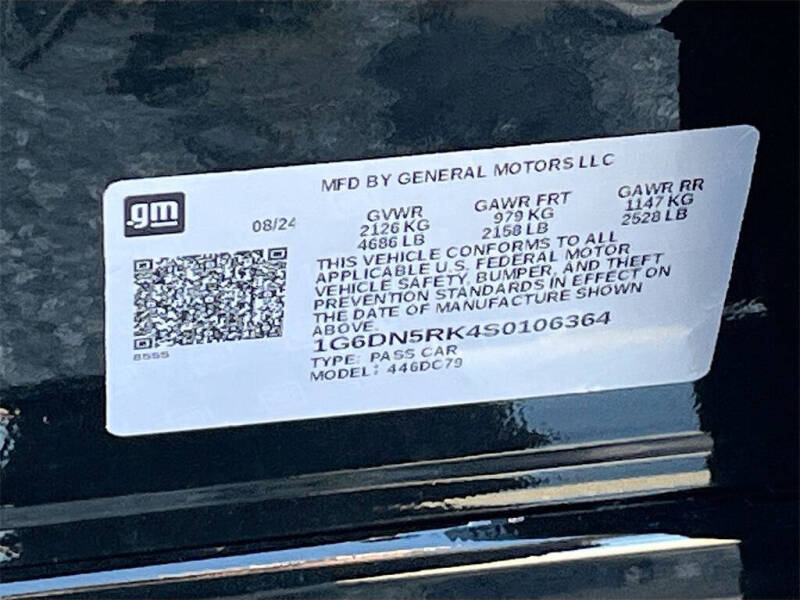 MFD BY GENERAL MOTORS LLC
gm
08/24
GVWR GAWR FRT GAWR RR
2126 KG 979 KG 1147 KG
4686 LB 2158 LB 2528 LB
THIS VEHICLE CONFORMS TO ALL
APPLICABLE U.S. FEDERAL MOTOR
VEHICLE SAFETY, BUMPER, AND THEFT
PREVENTION STANDARDS IN EFFECT ON
THE DATE OF MANUFACTURE SHOWN
ABOVE.
1G6DN5RK4S0106364
8555
TYPE: PASS CAR
MODEL: 446DC79